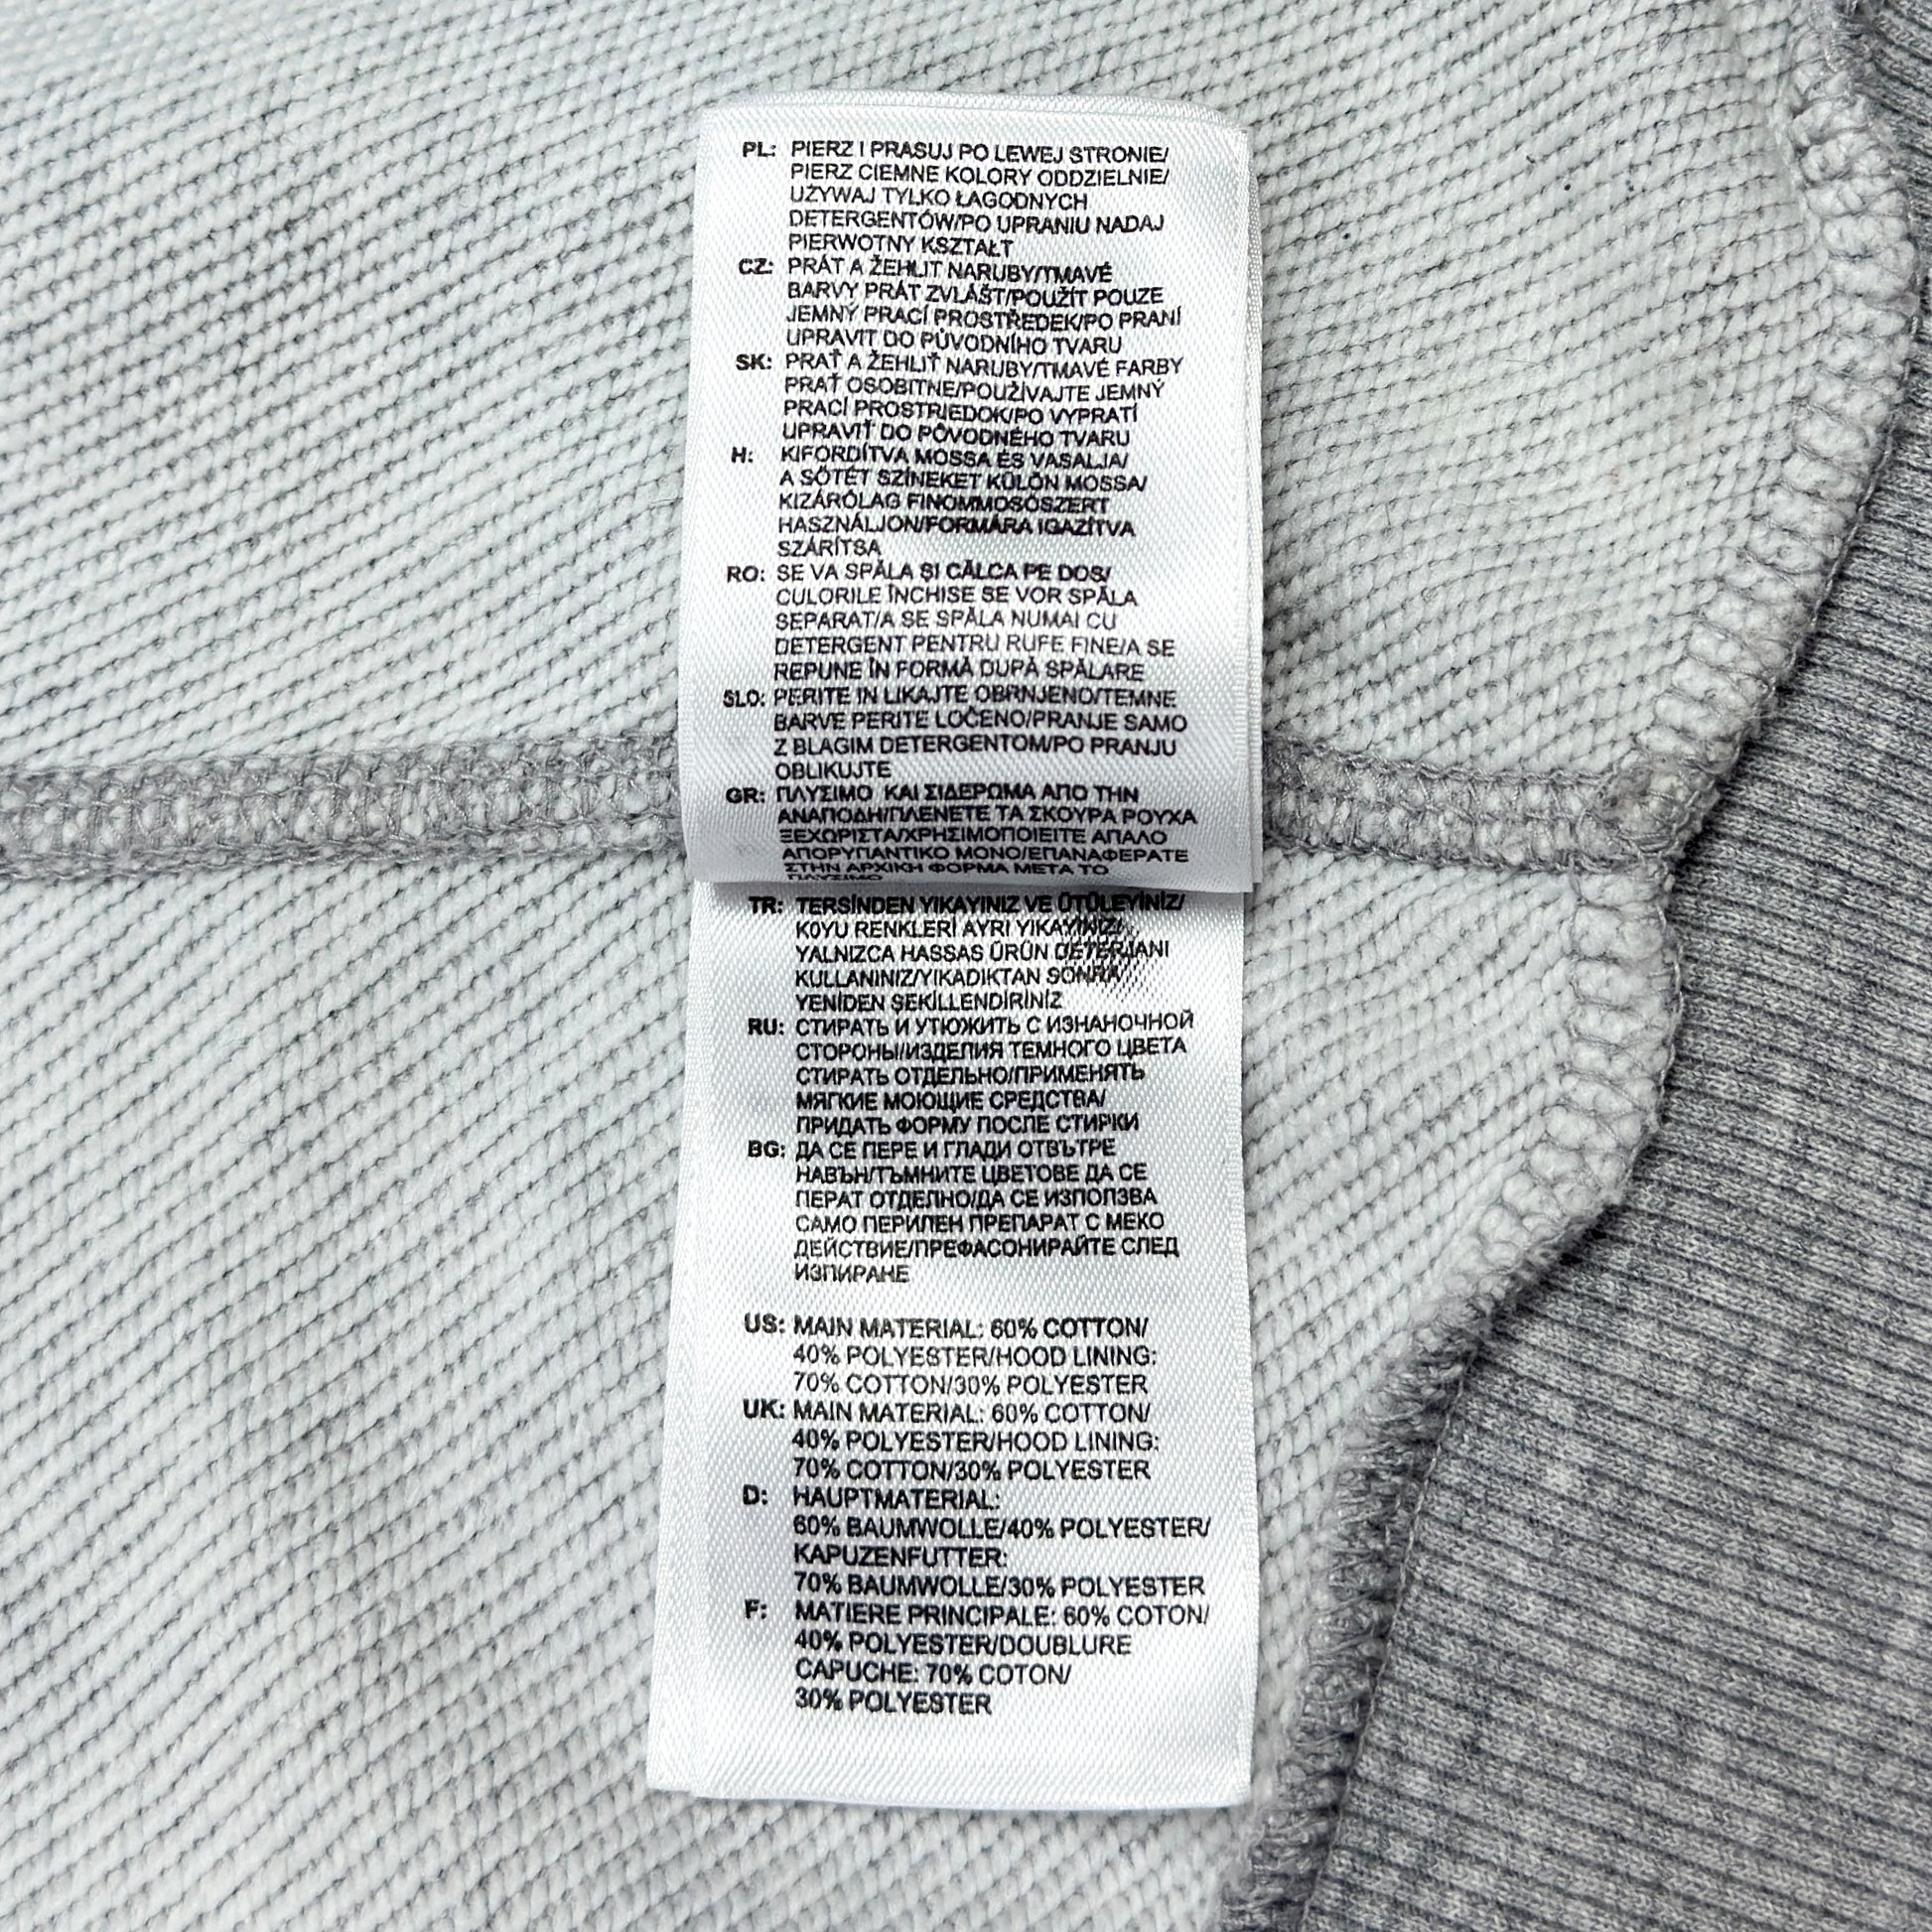 PL: PIERZ I PRASUJ PO LEWEJ STRONIE/
PIERZ CIEMNE KOLORY ODDZIELNIE/
UŻYWAJ TYLKO ŁAGODNYCH
DETERGENTÓW/PO UPRANIU NADAJ
PIERWOTNY KSZTAŁT
CZ: PRÁT A ŽEHLIT NARUBY/TMAVÉ
BARVY PRÁT ZVLÁŠT/POUŽÍT POUZE
JEMNÝ PRACÍ PROSTŘEDEK/PO PRANÍ
UPRAVIT DO PŮVODNÍHO TVARU
SK: PRAŤ A ŽEHLIŤ NARUBY/TMAVÉ FARBY
PRAŤ OSOBITNE/POUŽÍVAJTE JEMNÝ
PRACÍ PROSTRIEDOK/PO VYPRATÍ
UPRAVIŤ DO PÔVODNÉHO TVARU
H: KIFORDÍTVA MOSSA ÉS VASALJA/
A SÖTÉT SZÍNEKET KÜLÖN MOSSA/
KIZÁRÓLAG FINOMMOSÓSZERT
HASZNÁLJON/FORMÁRA IGAZÍTVA
SZÁRÍTSA
RO: SE VA SPĂLA ŞI CĂLCA PE DOS/
CULORILE ÎNCHISE SE VOR SPĂLA
SEPARAT/A SE SPĂLA NUMAI CU
DETERGENT PENTRU RUFE FINE/A SE
REPUNE ÎN FORMĂ DUPĂ SPĂLARE
SLO: PERITE IN LIKAJTE OBRNJENO/TEMNE
BARVE PERITE LOČENO/PRANJE SAMO
Z BLAGIM DETERGENTOM/PO PRANJU
OBLIKUJTE
GR: ΠΛΥΣΙΜΟ ΚΑΙ ΣΙΔΕΡΩΜΑ ΑΠΟ ΤΗΝ
ΑΝΑΠΟΔΗ/ΠΛΕΝΕΤΕ ΤΑ ΣΚΟΥΡΑ ΡΟΥΧΑ
ΞΕΧΩΡΙΣΤΑ/ΧΡΗΣΙΜΟΠΟΙΕΙΤΕ ΑΠΑΛΟ
ΑΠΟΡΥΠΑΝΤΙΚΟ ΜΟΝΟ/ΕΠΑΝΑΦΕΡΑΤΕ
ΣΤΗΝ ΑΡΧΙΚΗ ΦΟΡΜΑ ΜΕΤΑ ΤΟ
ΠΛΥΣΙΜΟ
TR: TERSİNDEN YIKAYINIZ VE ÜTÜLEYİNİZ/
KOYU RENKLERİ AYRI YIKAYINIZ/
YALNIZCA HASSAS ÜRÜN DETERJANI
KULLANINIZ/YIKADIKTAN SONRA
YENİDEN ŞEKİLLENDİRİNİZ
RU: СТИРАТЬ И УТЮЖИТЬ С ИЗНАНОЧНОЙ
СТОРОНЫ/ИЗДЕЛИЯ ТЕМНОГО ЦВЕТА
СТИРАТЬ ОТДЕЛЬНО/ПРИМЕНЯТЬ
МЯГКИЕ МОЮЩИЕ СРЕДСТВА/
ПРИДАТЬ ФОРМУ ПОСЛЕ СТИРКИ
BG: ДА СЕ ПЕРЕ И ГЛАДИ ОТВЪТРЕ
НАВЪН/ТЪМНИТЕ ЦВЕТОВЕ ДА СЕ
ПЕРАТ ОТДЕЛНО/ДА СЕ ИЗПОЛЗВА
САМО ПЕРИЛЕН ПРЕПАРАТ С МЕКО
ДЕЙСТВИЕ/ПРЕФАСОНИРАЙТЕ СЛЕД
ИЗПИРАНЕ
US: MAIN MATERIAL: 60% COTTON/
40% POLYESTER/HOOD LINING:
70% COTTON/30% POLYESTER
UK: MAIN MATERIAL: 60% COTTON/
40% POLYESTER/HOOD LINING:
70% COTTON/30% POLYESTER
D: HAUPTMATERIAL:
60% BAUMWOLLE/40% POLYESTER/
KAPUZENFUTTER:
70% BAUMWOLLE/30% POLYESTER
F: MATIERE PRINCIPALE: 60% COTON/
40% POLYESTER/DOUBLURE
CAPUCHE: 70% COTON/
30% POLYESTER